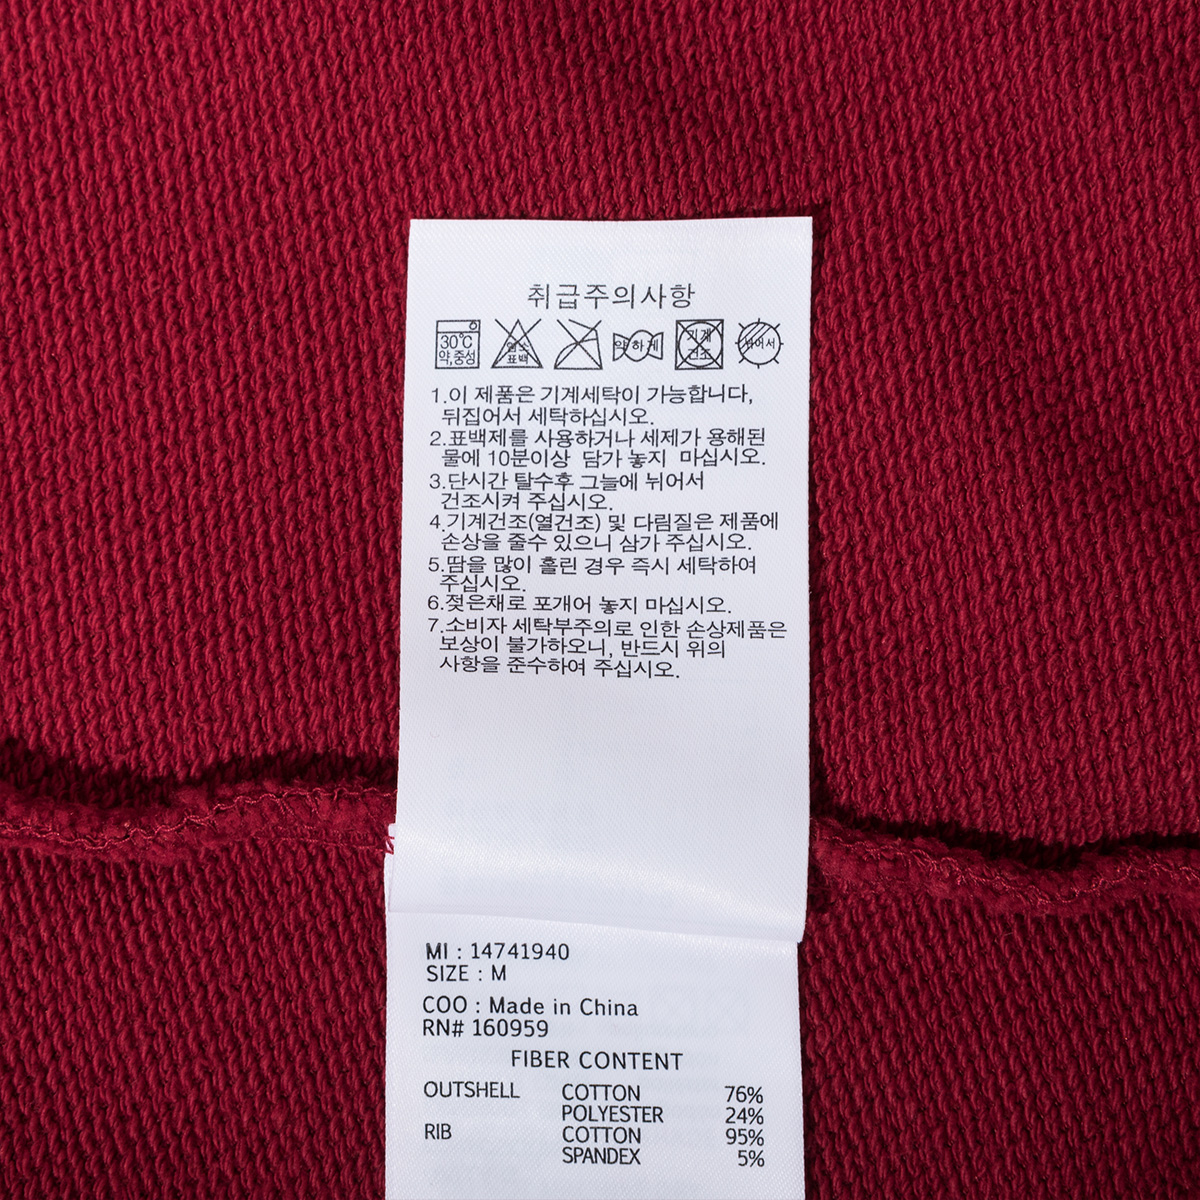 취급주의사항
30℃
약,중성
염소
표백
약하게
기계
건조
뉘어서
1.이 제품은 기계세탁이 가능합니다,
뒤집어서 세탁하십시오.
2.표백제를 사용하거나 세제가 용해된
물에 10분이상 담가 놓지 마십시오.
3.단시간 탈수후 그늘에 뉘어서
건조시켜 주십시오.
4.기계건조(열건조) 및 다림질은 제품에
손상을 줄수 있으니 삼가 주십시오.
5.땀을 많이 흘린 경우 즉시 세탁하여
주십시오.
6.젖은채로 포개어 놓지 마십시오.
7.소비자 세탁부주의로 인한 손상제품은
보상이 불가하오니, 반드시 위의
사항을 준수하여 주십시오.
MI : 14741940
SIZE : M
COO : Made in China
RN# 160959
FIBER CONTENT
OUTSHELL COTTON 76%
POLYESTER 24%
RIB COTTON 95%
SPANDEX 5%